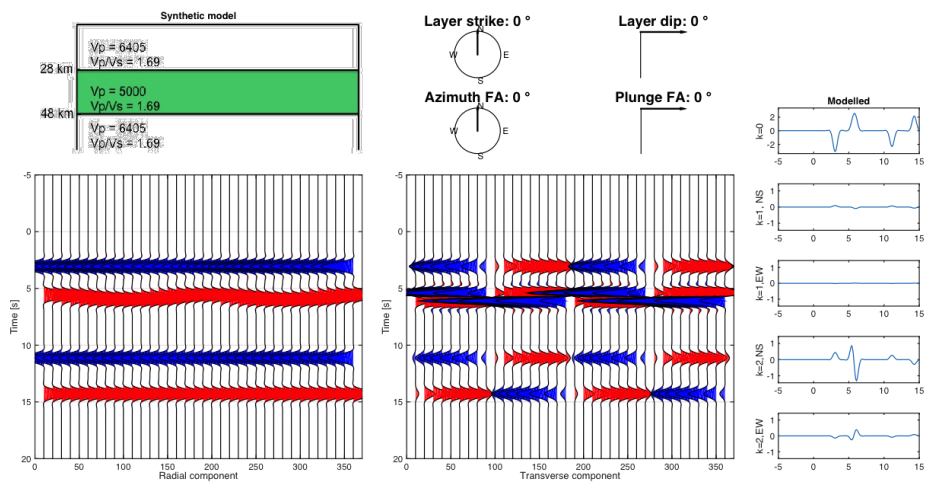 Synthetic model
Vp = 6405
Vp/Vs = 1.69
28 km
Vp = 5000
Vp/Vs = 1.69
48 km
Vp = 6405
Vp/Vs = 1.69
Layer strike: 0 °
N
W E
S
Layer dip: 0 °
Azimuth FA: 0 °
N
W E
S
Plunge FA: 0 °
Modelled
k=0
2
0
-2
-5 0 5 10 15
k=1, NS
1
0
-1
-5 0 5 10 15
k=1,EW
1
0
-1
-5 0 5 10 15
k=2,NS
1
0
-1
-5 0 5 10 15
k=2,EW
1
0
-1
-5 0 5 10 15
Time [s]
-5
0
5
10
15
20
0 50 100 150 200 250 300 350
Radial component
Time [s]
-5
0
5
10
15
20
0 50 100 150 200 250 300 350
Transverse component